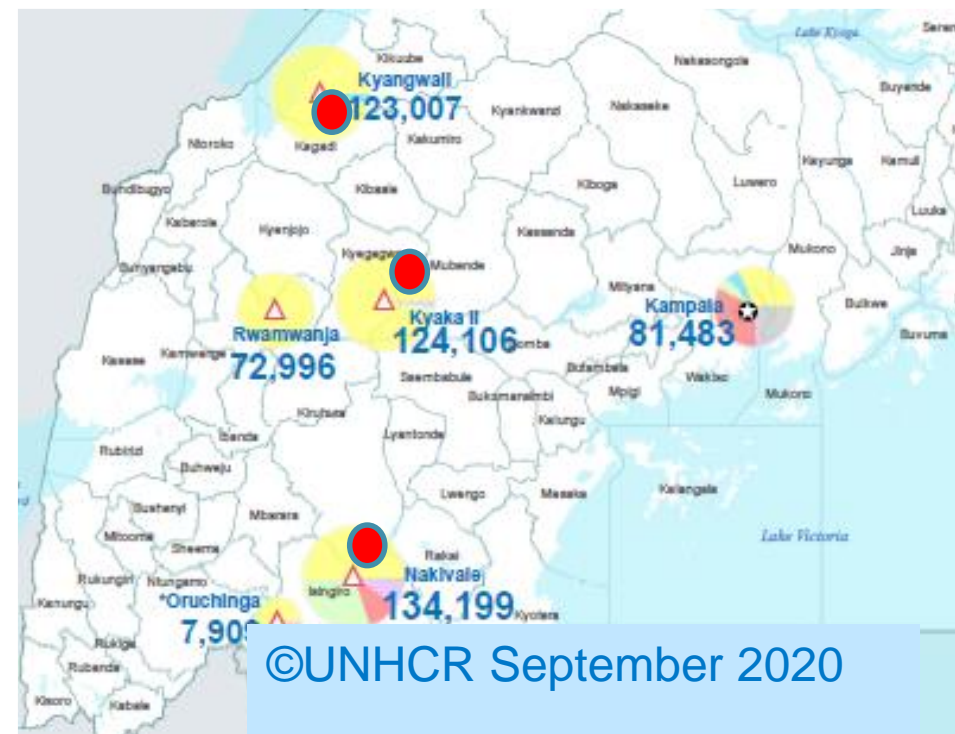 Lake Kyoga
Kikuube
Nakasongola
Kyangwali
123,007
Buyende
Kyankwanzi
Nakaseke
Ntoroko
Kagadi
Kakumiro
Kayunga
Kamuli
Bundibugyo
Kibaale
Kiboga
Luwero
Kabarole
Kyenjojo
Luuka
Kassanda
Mukono
Jinja
Bunyangabu
Mubende
Mityana
Kampala
81,483
Buikwe
Rwamwanja
72,996
Kyaka II
124,106
Buvuma
Kasese
Kamwenge
Butambala
Wakiso
Sembabule
Mpigi
Mukono
Bukomansimbi
Kiruhura
Kalungu
Ibanda
Lyantonde
Rubirizi
Buhweju
Lwengo
Masaka
Kalangala
Bushenyi
Mbarara
Mitooma
Sheema
Rakai
Lake Victoria
Rukungiri
Ntungamo
Isingiro
Nakivale
134,199
Kanungu
*Oruchinga
Kyotera
Rukiga
Rubanda
Kisoro
Kabale
©UNHCR September 2020